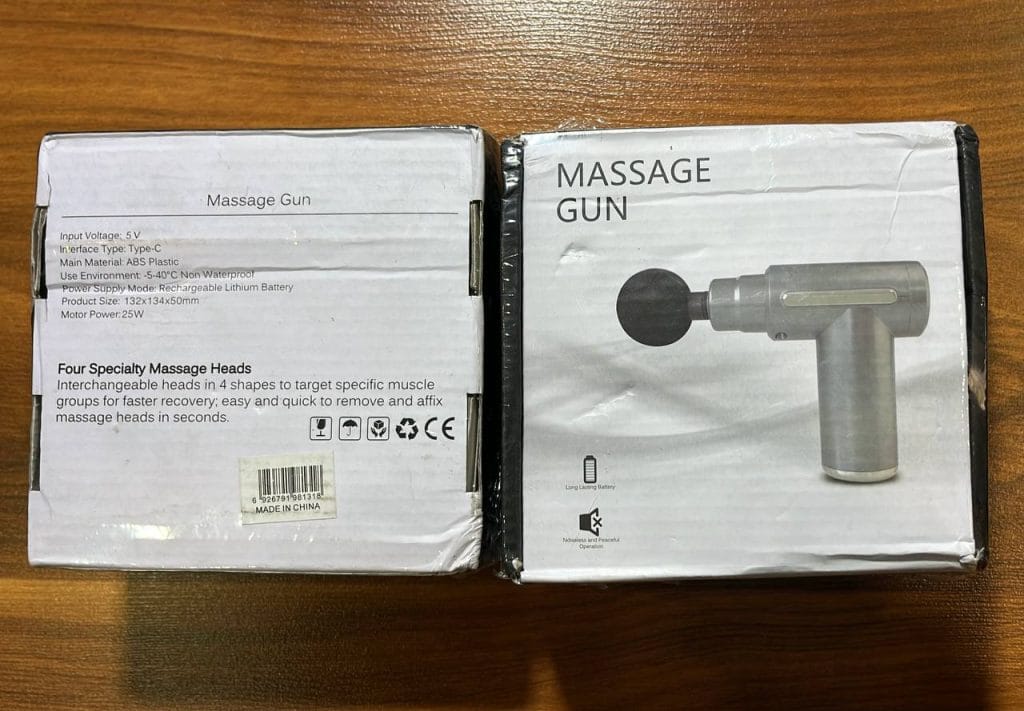 Massage Gun
Input Voltage: 5 V
Interface Type: Type-C
Main Material: ABS Plastic
Use Environment: -5-40°C Non Waterproof
Power Supply Mode: Rechargeable Lithium Battery
Product Size: 132x134x50mm
Motor Power: 25W
Four Specialty Massage Heads
Interchangeable heads in 4 shapes to target specific muscle
groups for faster recovery; easy and quick to remove and affix
massage heads in seconds.
CE
6 926791 981318
MADE IN CHINA
MASSAGE
GUN
Long Lasting Battery
Ndiseless and Peaceful
Operation